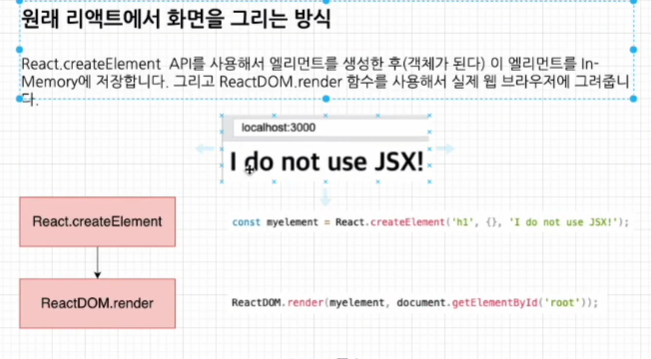 원래 리액트에서 화면을 그리는 방식
React.createElement API를 사용해서 엘리먼트를 생성한 후(객체가 된다) 이 엘리먼트를 In-
Memory에 저장합니다. 그리고 ReactDOM.render 함수를 사용해서 실제 웹 브라우저에 그려줍니
다.
localhost:3000
I do not use JSX!
React.createElement
const myelement = React.createElement('h1', {}, 'I do not use JSX!');
ReactDOM.render
ReactDOM.render(myelement, document.getElementById('root'));